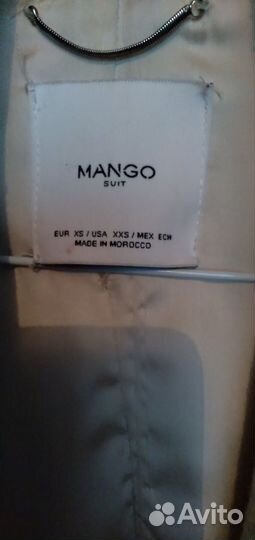 MANGO
SUIT
EUR XS / USA XXS / MEX ECH
MADE IN MOROCCO
Avito